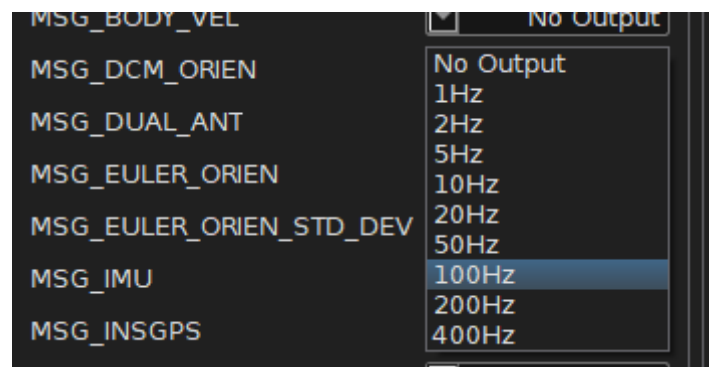 MSG_BODY_VEL
No Output
MSG_DCM_ORIEN
MSG_DUAL_ANT
MSG_EULER_ORIEN
MSG_EULER_ORIEN_STD_DEV
MSG_IMU
MSG_INSGPS
No Output
1Hz
2Hz
5Hz
10Hz
20Hz
50Hz
100Hz
200Hz
400Hz